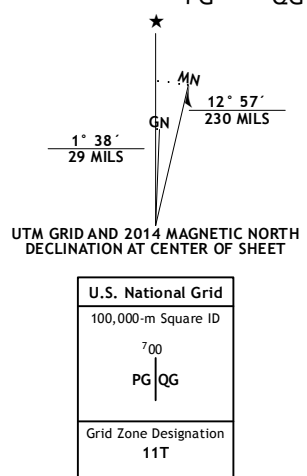 PG QG
★
MN
GN
12° 57´
230 MILS
1° 38´
29 MILS
UTM GRID AND 2014 MAGNETIC NORTH
DECLINATION AT CENTER OF SHEET
U.S. National Grid
100,000-m Square ID
⁷00
PG QG
Grid Zone Designation
11T